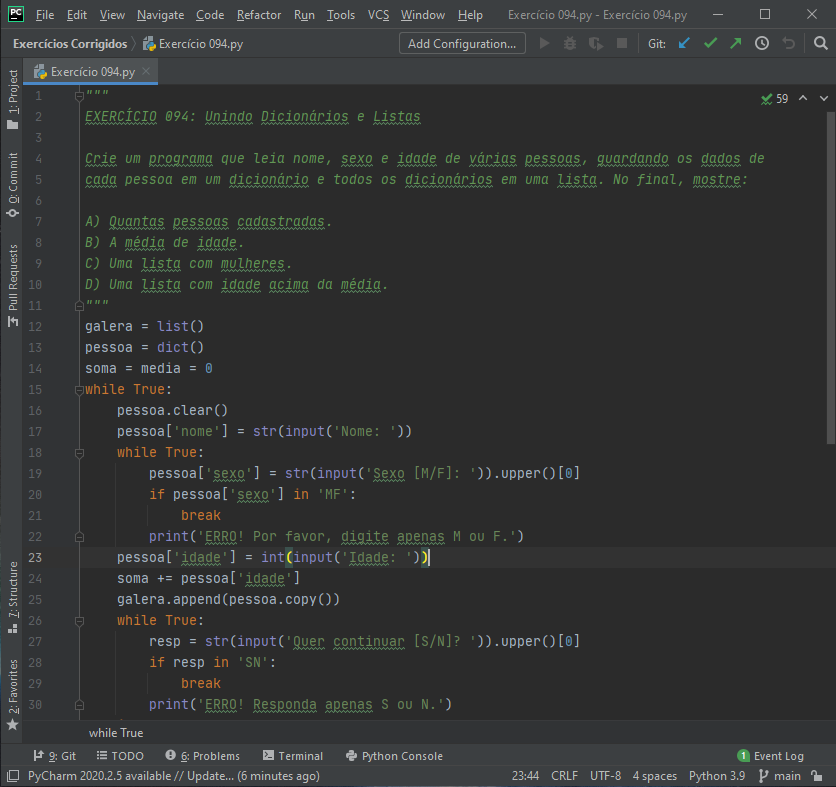 PC File Edit View Navigate Code Refactor Run Tools VCS Window Help Exercício 094.py - Exercício 094.py
Exercícios Corrigidos Exercício 094.py Add Configuration... Git:
Exercício 094.py
1: Project
0: Commit
Pull Requests
7: Structure
2: Favorites
59
1 """
2 EXERCÍCIO 094: Unindo Dicionários e Listas
3
4 Crie um programa que leia nome, sexo e idade de várias pessoas, guardando os dados de
5 cada pessoa em um dicionário e todos os dicionários em uma lista. No final, mostre:
6
7 A) Quantas pessoas cadastradas.
8 B) A média de idade.
9 C) Uma lista com mulheres.
10 D) Uma lista com idade acima da média.
11 """
12 galera = list()
13 pessoa = dict()
14 soma = media = 0
15 while True:
16     pessoa.clear()
17     pessoa['nome'] = str(input('Nome: '))
18     while True:
19         pessoa['sexo'] = str(input('Sexo [M/F]: ')).upper()[0]
20         if pessoa['sexo'] in 'MF':
21             break
22         print('ERRO! Por favor, digite apenas M ou F.')
23     pessoa['idade'] = int(input('Idade: '))
24     soma += pessoa['idade']
25     galera.append(pessoa.copy())
26     while True:
27         resp = str(input('Quer continuar [S/N]? ')).upper()[0]
28         if resp in 'SN':
29             break
30         print('ERRO! Responda apenas S ou N.')
while True
9: Git TODO 6: Problems Terminal Python Console 1 Event Log
PyCharm 2020.2.5 available // Update... (6 minutes ago) 23:44 CRLF UTF-8 4 spaces Python 3.9 main